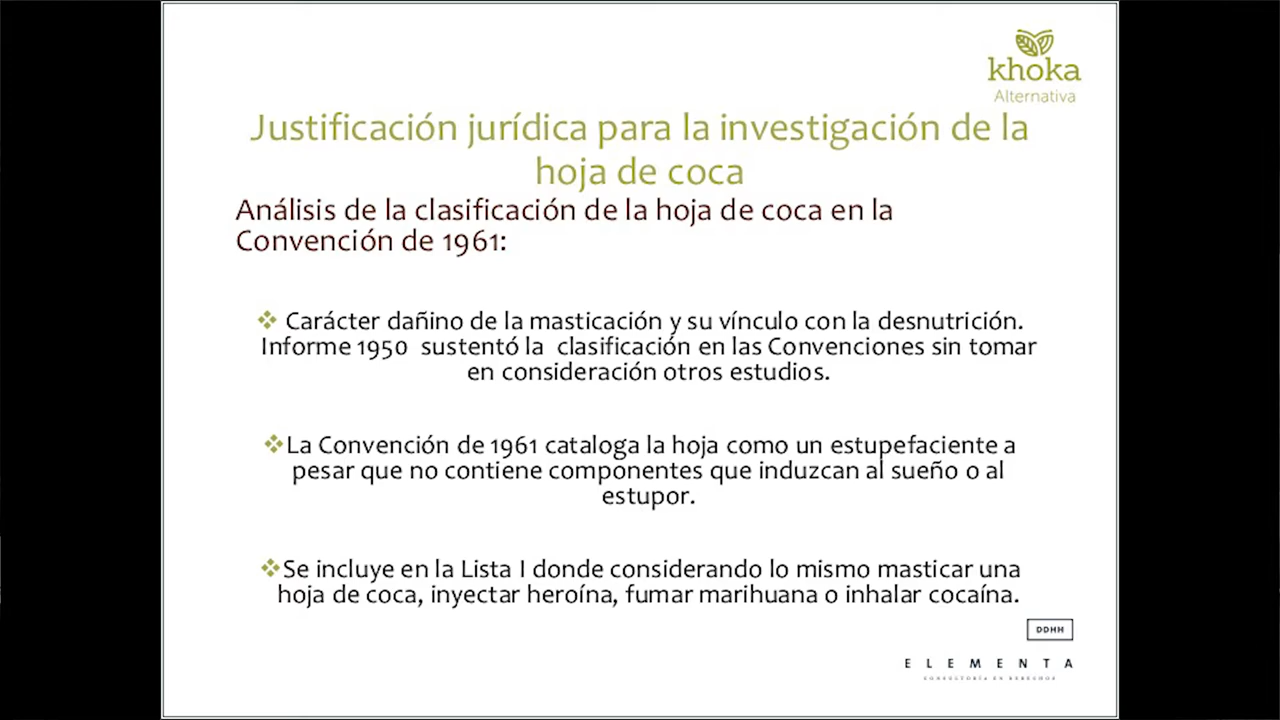 khoka
Alternativa
Justificación jurídica para la investigación de la
hoja de coca
Análisis de la clasificación de la hoja de coca en la
Convención de 1961:
Carácter dañino de la masticación y su vínculo con la desnutrición.
Informe 1950 sustentó la clasificación en las Convenciones sin tomar
en consideración otros estudios.
La Convención de 1961 cataloga la hoja como un estupefaciente a
pesar que no contiene componentes que induzcan al sueño o al
estupor.
Se incluye en la Lista I donde considerando lo mismo masticar una
hoja de coca, inyectar heroína, fumar marihuana o inhalar cocaína.
DDHH
ELEMENTA
CONSULTORÍA EN DERECHOS